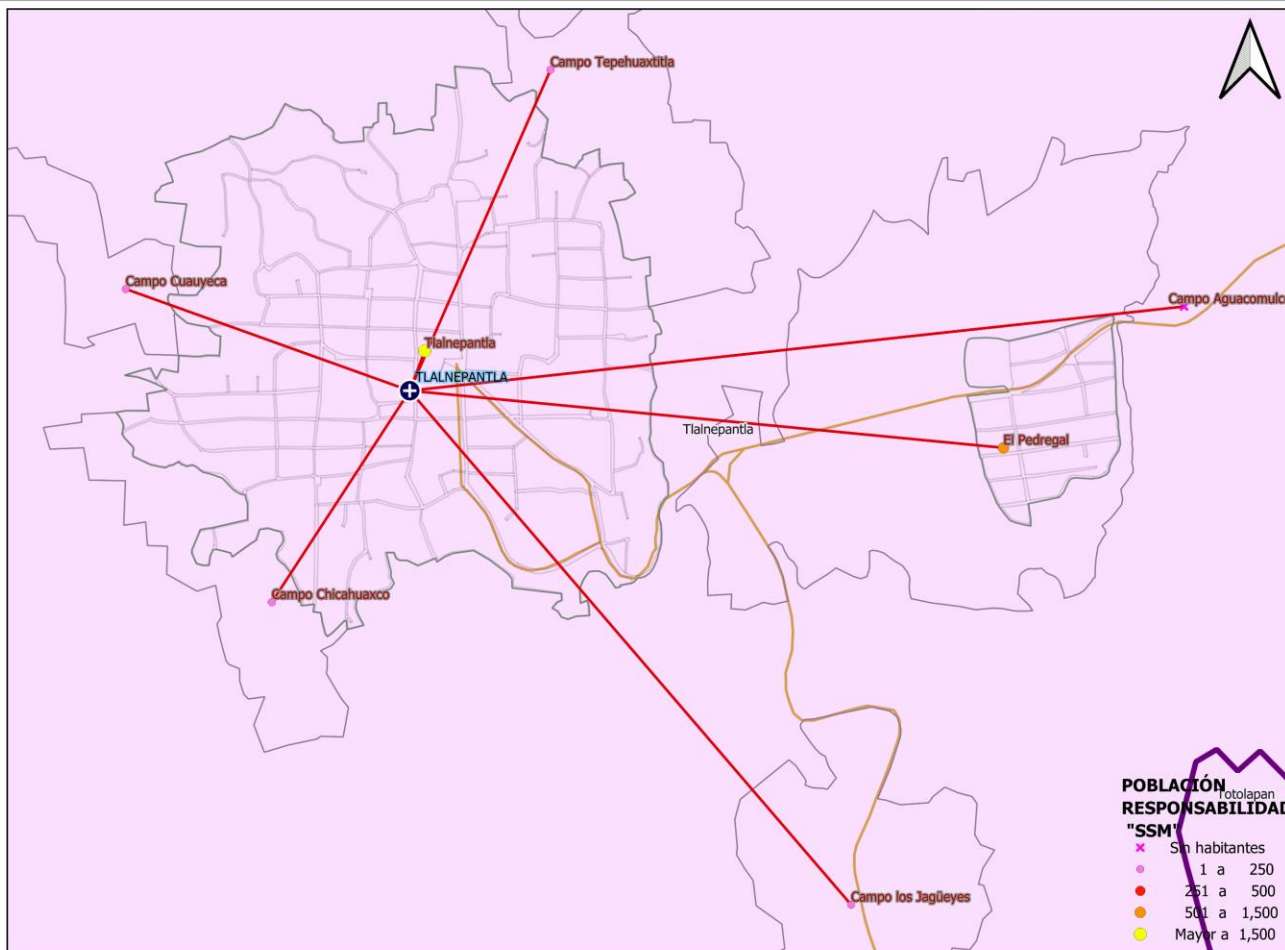 Campo Tepehuaxtitla
Campo Cuauyeca
Campo Aguacomulco
Tlalnepantla
TLALNEPANTLA
Tlalnepantla
El Pedregal
Campo Chicahuaxco
Campo los Jagüeyes
POBLACIÓN
Totolapan
RESPONSABILIDAD
"SSM"
Sin habitantes
1 a 250
251 a 500
501 a 1,500
Mayor a 1,500